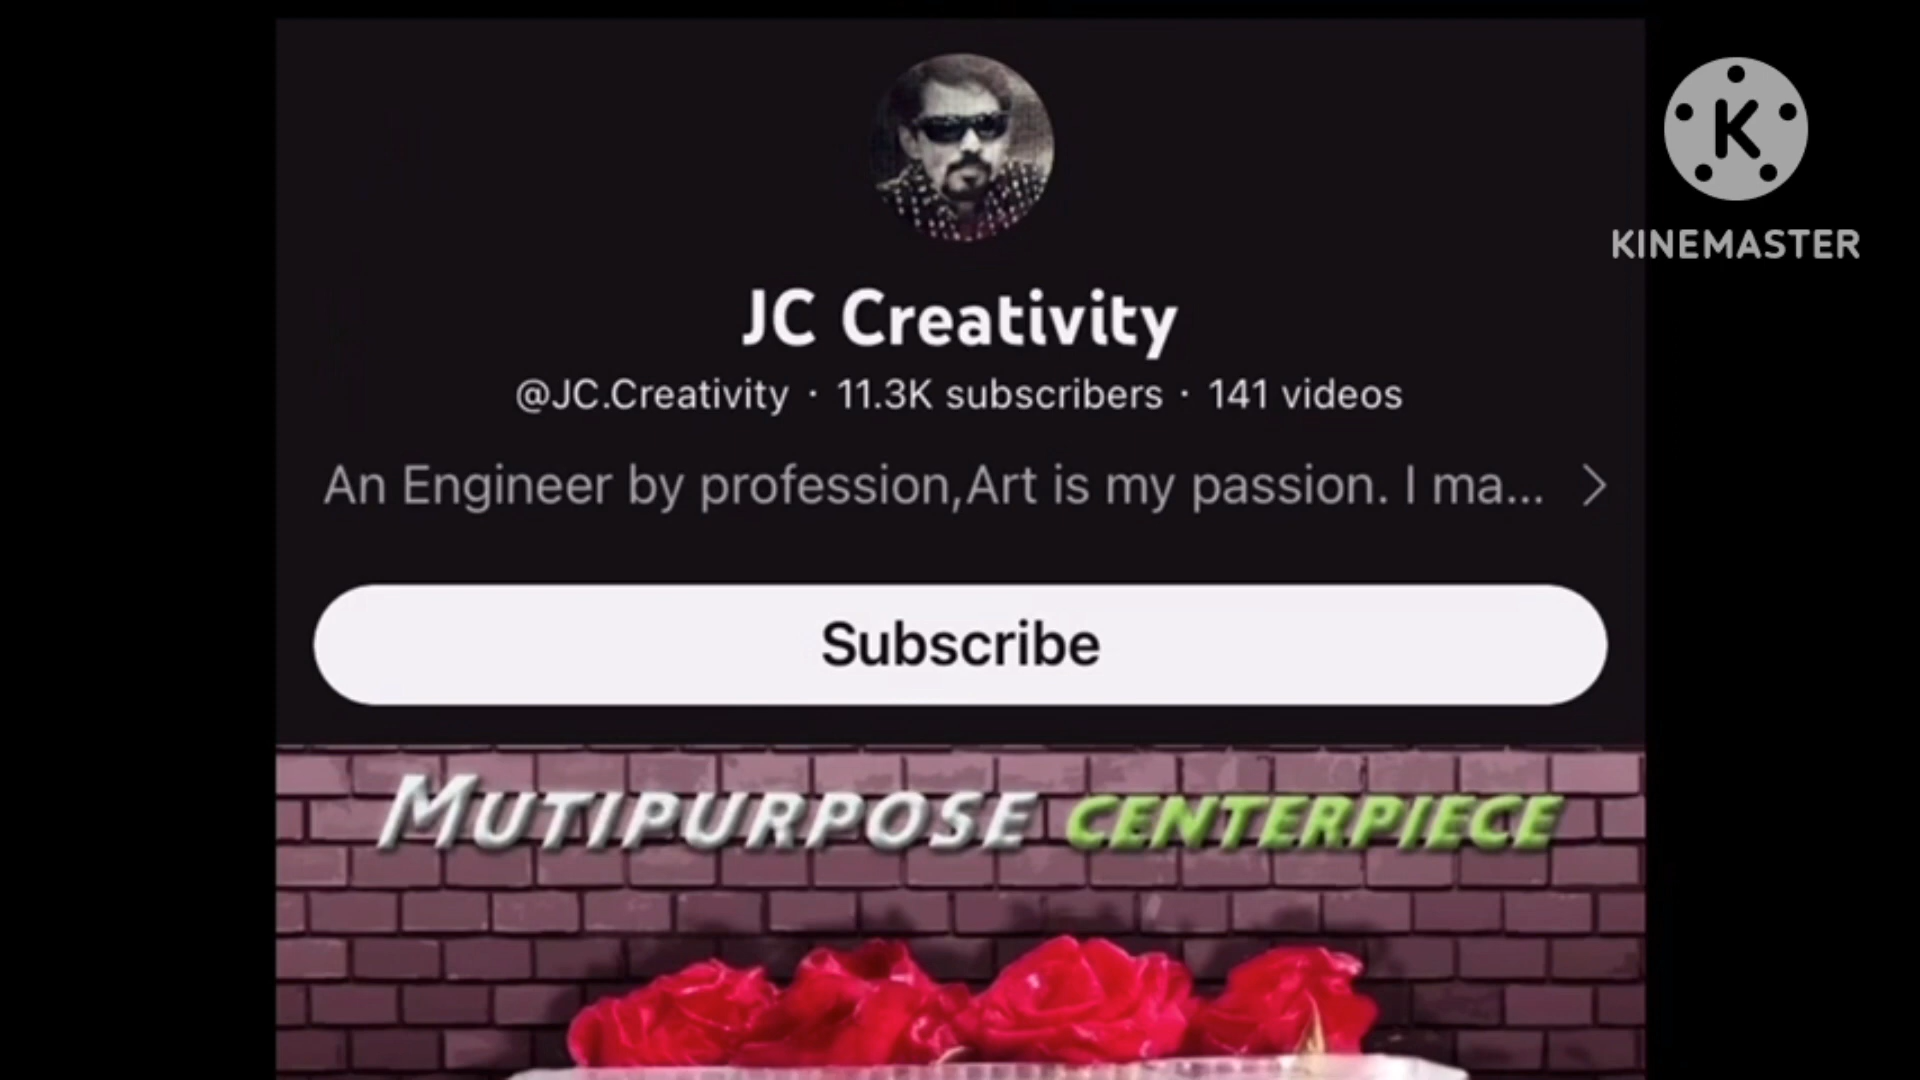 K
KINEMASTER
JC Creativity
@JC.Creativity · 11.3K subscribers · 141 videos
An Engineer by profession,Art is my passion. I ma...
Subscribe
MUTIPURPOSE CENTERPIECE